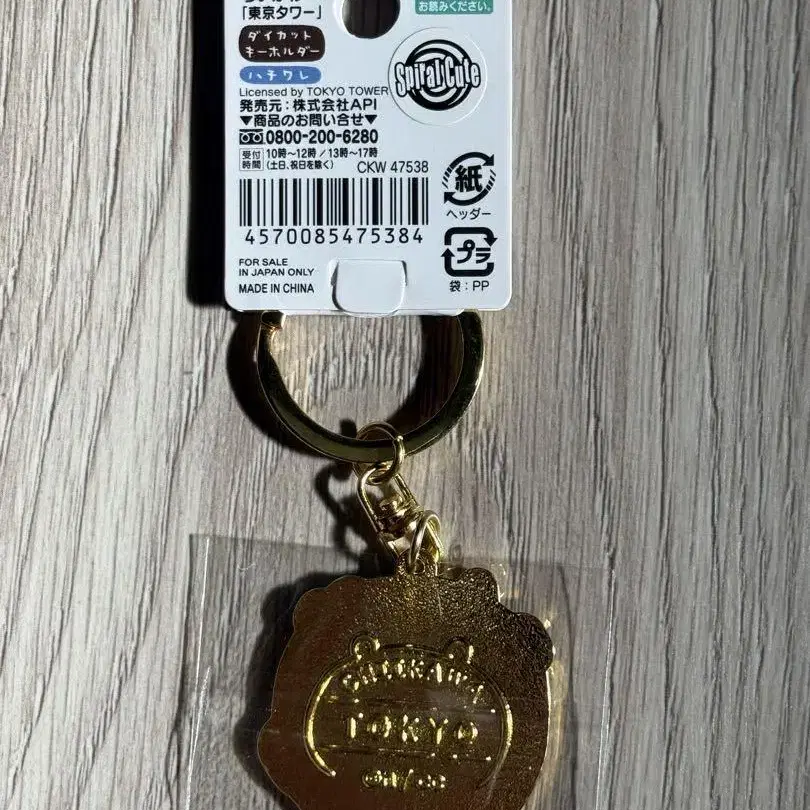 「東京タワー」
ダイカット
キーホルダー
ハチワレ
お読みください。
Spiral Cute
Licensed by TOKYO TOWER
発売元：株式会社API
▼商品のお問い合せ▼
0800-200-6280
受付時間 10時～12時／13時～17時
(土日、祝日を除く)
CKW 47538
4570085475384
紙
ヘッダー
プラ
袋：PP
FOR SALE
IN JAPAN ONLY
MADE IN CHINA
CHIIKAWA
TOKYO